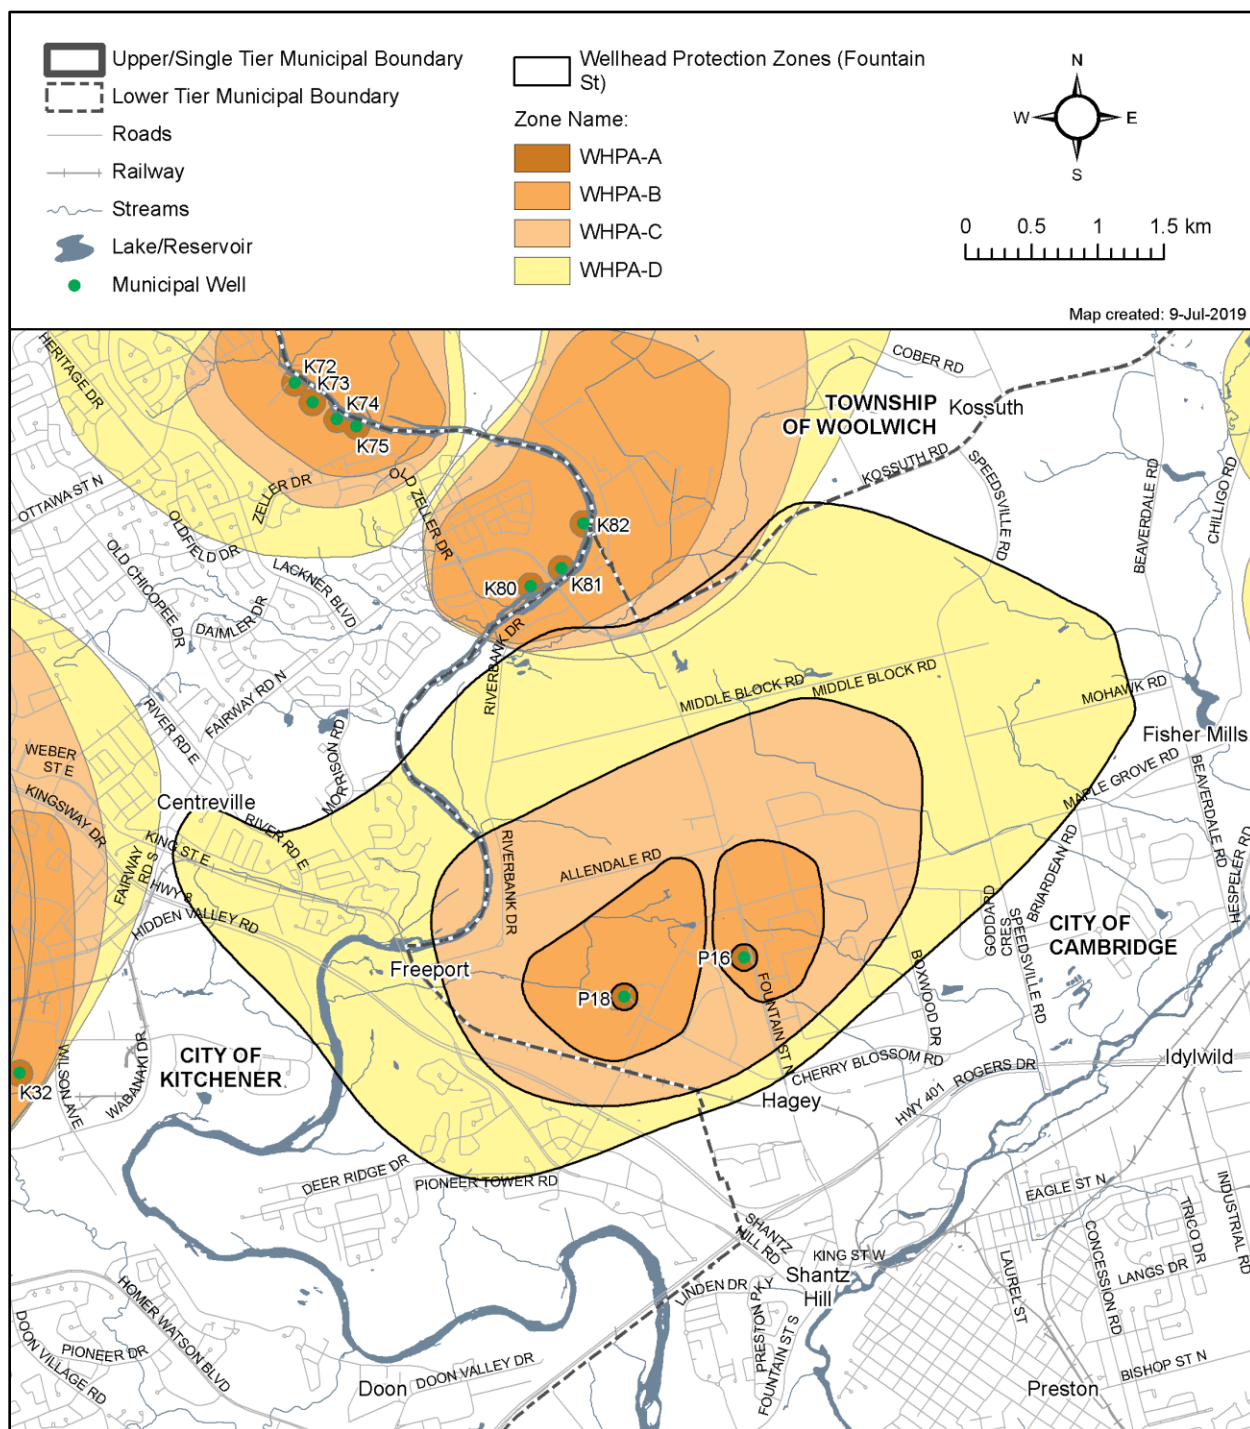 Upper/Single Tier Municipal Boundary
Lower Tier Municipal Boundary
Roads
Railway
Streams
Lake/Reservoir
Municipal Well
Wellhead Protection Zones (Fountain
St)
Zone Name:
WHPA-A
WHPA-B
WHPA-C
WHPA-D
N
W
E
S
0 0.5 1 1.5 km
Map created: 9-Jul-2019
HERITAGE DR
K72
K73
K74
K75
COBER RD
TOWNSHIP
OF WOOLWICH
Kossuth
KOSSUTH RD
SPEEDSVILLE RD
BEAVERDALE RD
CHILLIGO RD
OTTAWA ST N
ZELLER DR
OLD ZELLER DR
OLDFIELD DR
OLD CHICOPEE DR
LACKNER BLVD
DAIMLER DR
K82
K81
K80
RIVERBANK DR
FAIRWAY RD N
RIVER RD E
MORRISON RD
MIDDLE BLOCK RD
MIDDLE BLOCK RD
MOHAWK RD
Fisher Mills
WEBER
ST E
KINGSWAY DR
Centreville
RIVER RD E
KING ST E
FAIRWAY
RD S
HWY 8
HIDDEN VALLEY RD
RIVERBANK DR
ALLENDALE RD
MAPLE GROVE RD
BEAVERDALE RD
BRIARDEAN RD
HESPELER RD
GODDARD
CRES
SPEEDSVILLE RD
CITY OF
CAMBRIDGE
Freeport
P16
P18
FOUNTAIN ST N
BOXWOOD DR
CHERRY BLOSSOM RD
Hagey
HWY 401
ROGERS DR
Idylwild
CITY OF
KITCHENER
K32
WILSON AVE
WABANAKI DR
DEER RIDGE DR
PIONEER TOWER RD
EAGLE ST N
SHANTZ
HILL RD
KING ST W
Shantz
Hill
LINDEN DR
PRESTON PKY
FOUNTAIN ST S
LAUREL ST
CONCESSION RD
TRICO DR
INDUSTRIAL RD
LANGS DR
BISHOP ST N
Preston
HOMER WATSON BLVD
PIONEER DR
DOON VILLAGE RD
Doon
DOON VALLEY DR